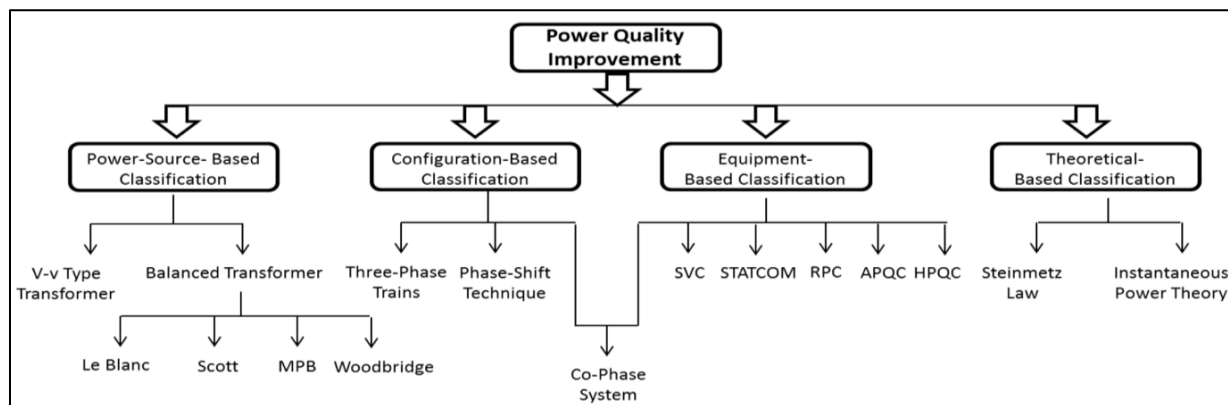 Power Quality
Improvement
Power-Source- Based
Classification
Configuration-Based
Classification
Equipment-
Based Classification
Theoretical-
Based Classification
V-v Type
Transformer
Balanced Transformer
Three-Phase
Trains
Phase-Shift
Technique
SVC
STATCOM
RPC
APQC
HPQC
Steinmetz
Law
Instantaneous
Power Theory
Le Blanc
Scott
MPB
Woodbridge
Co-Phase
System